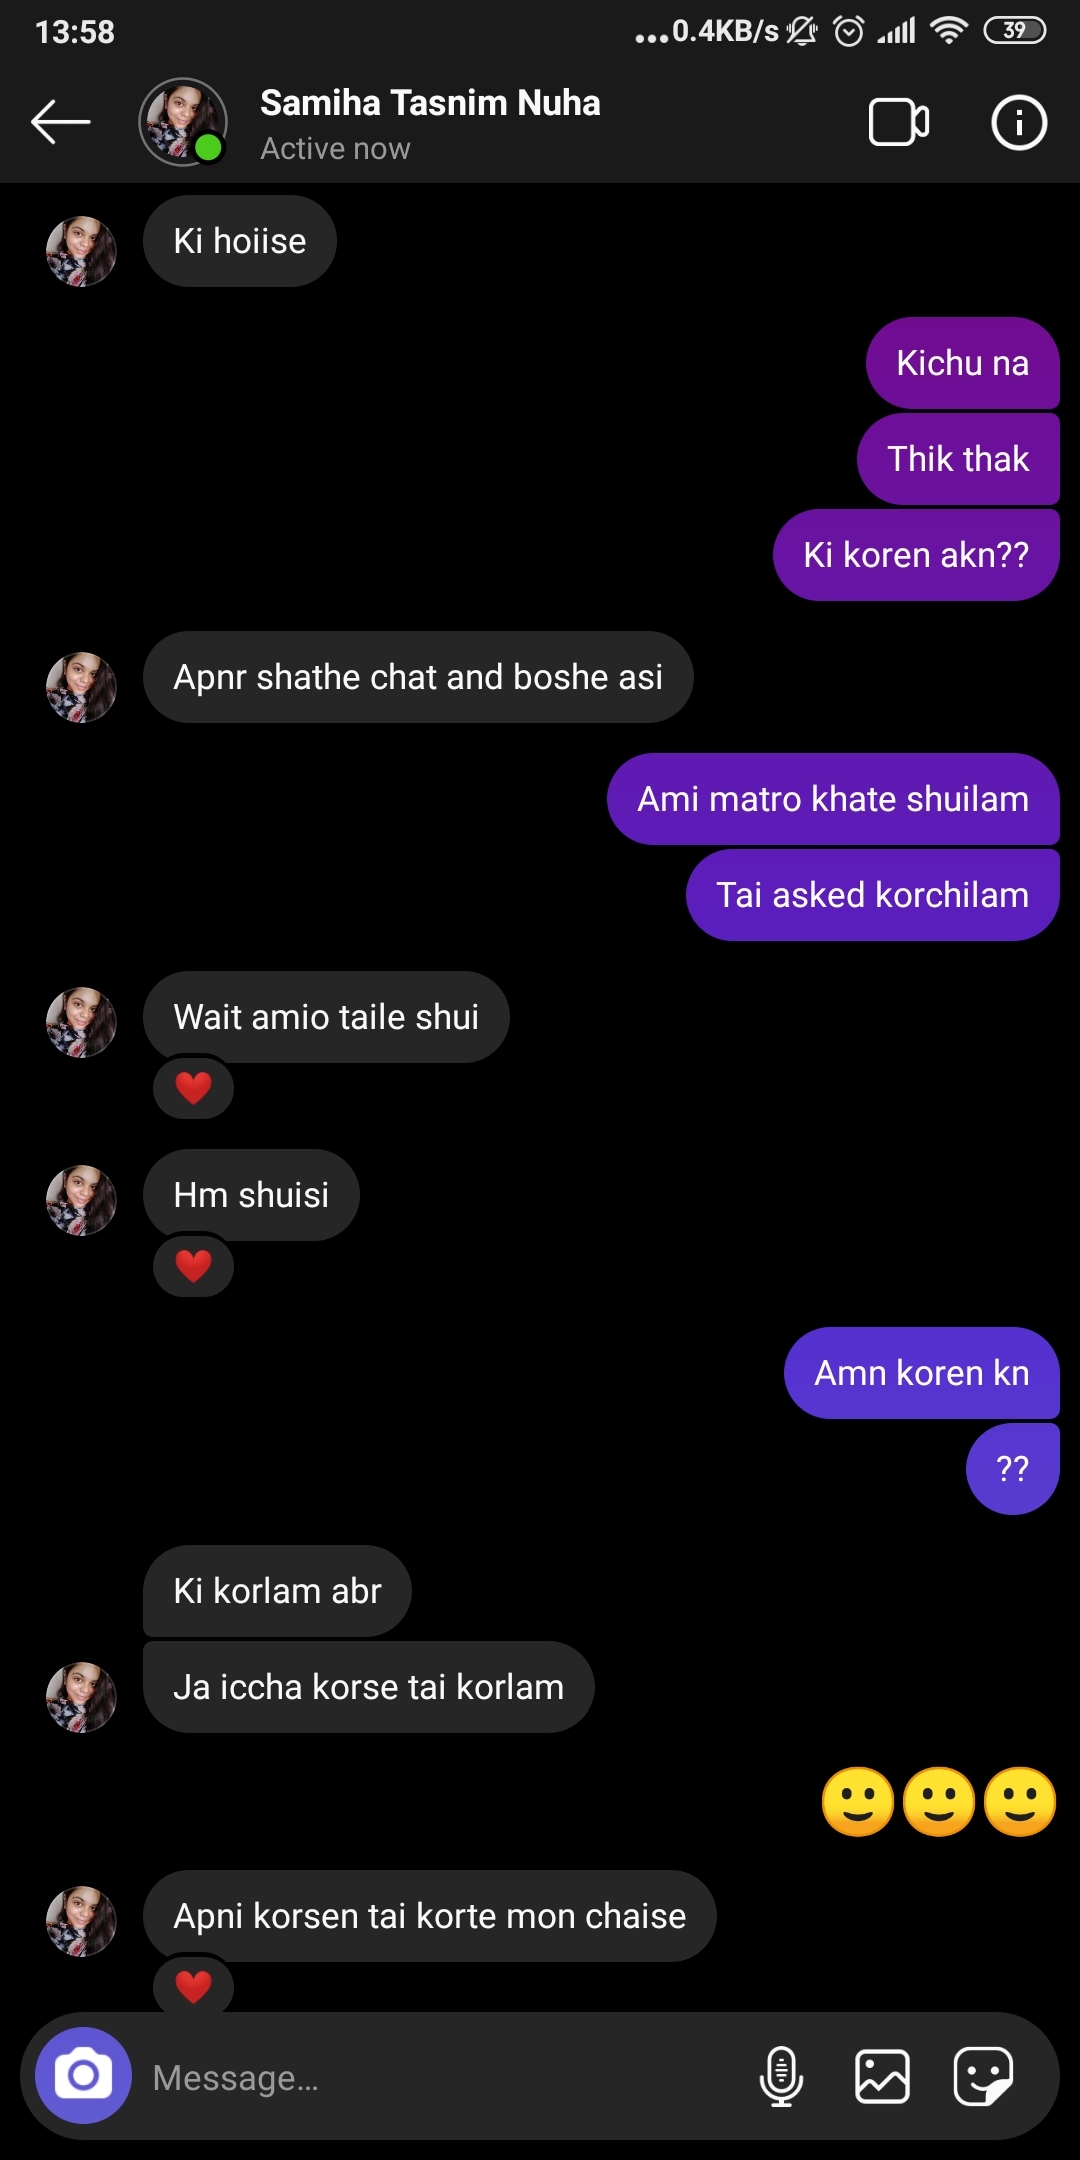 13:58
...0.4KB/s
39
Samiha Tasnim Nuha
Active now
Ki hoiise
Kichu na
Thik thak
Ki koren akn??
Apnr shathe chat and boshe asi
Ami matro khate shuilam
Tai asked korchilam
Wait amio taile shui
Hm shuisi
Amn koren kn
??
Ki korlam abr
Ja iccha korse tai korlam
Apni korsen tai korte mon chaise
Message...